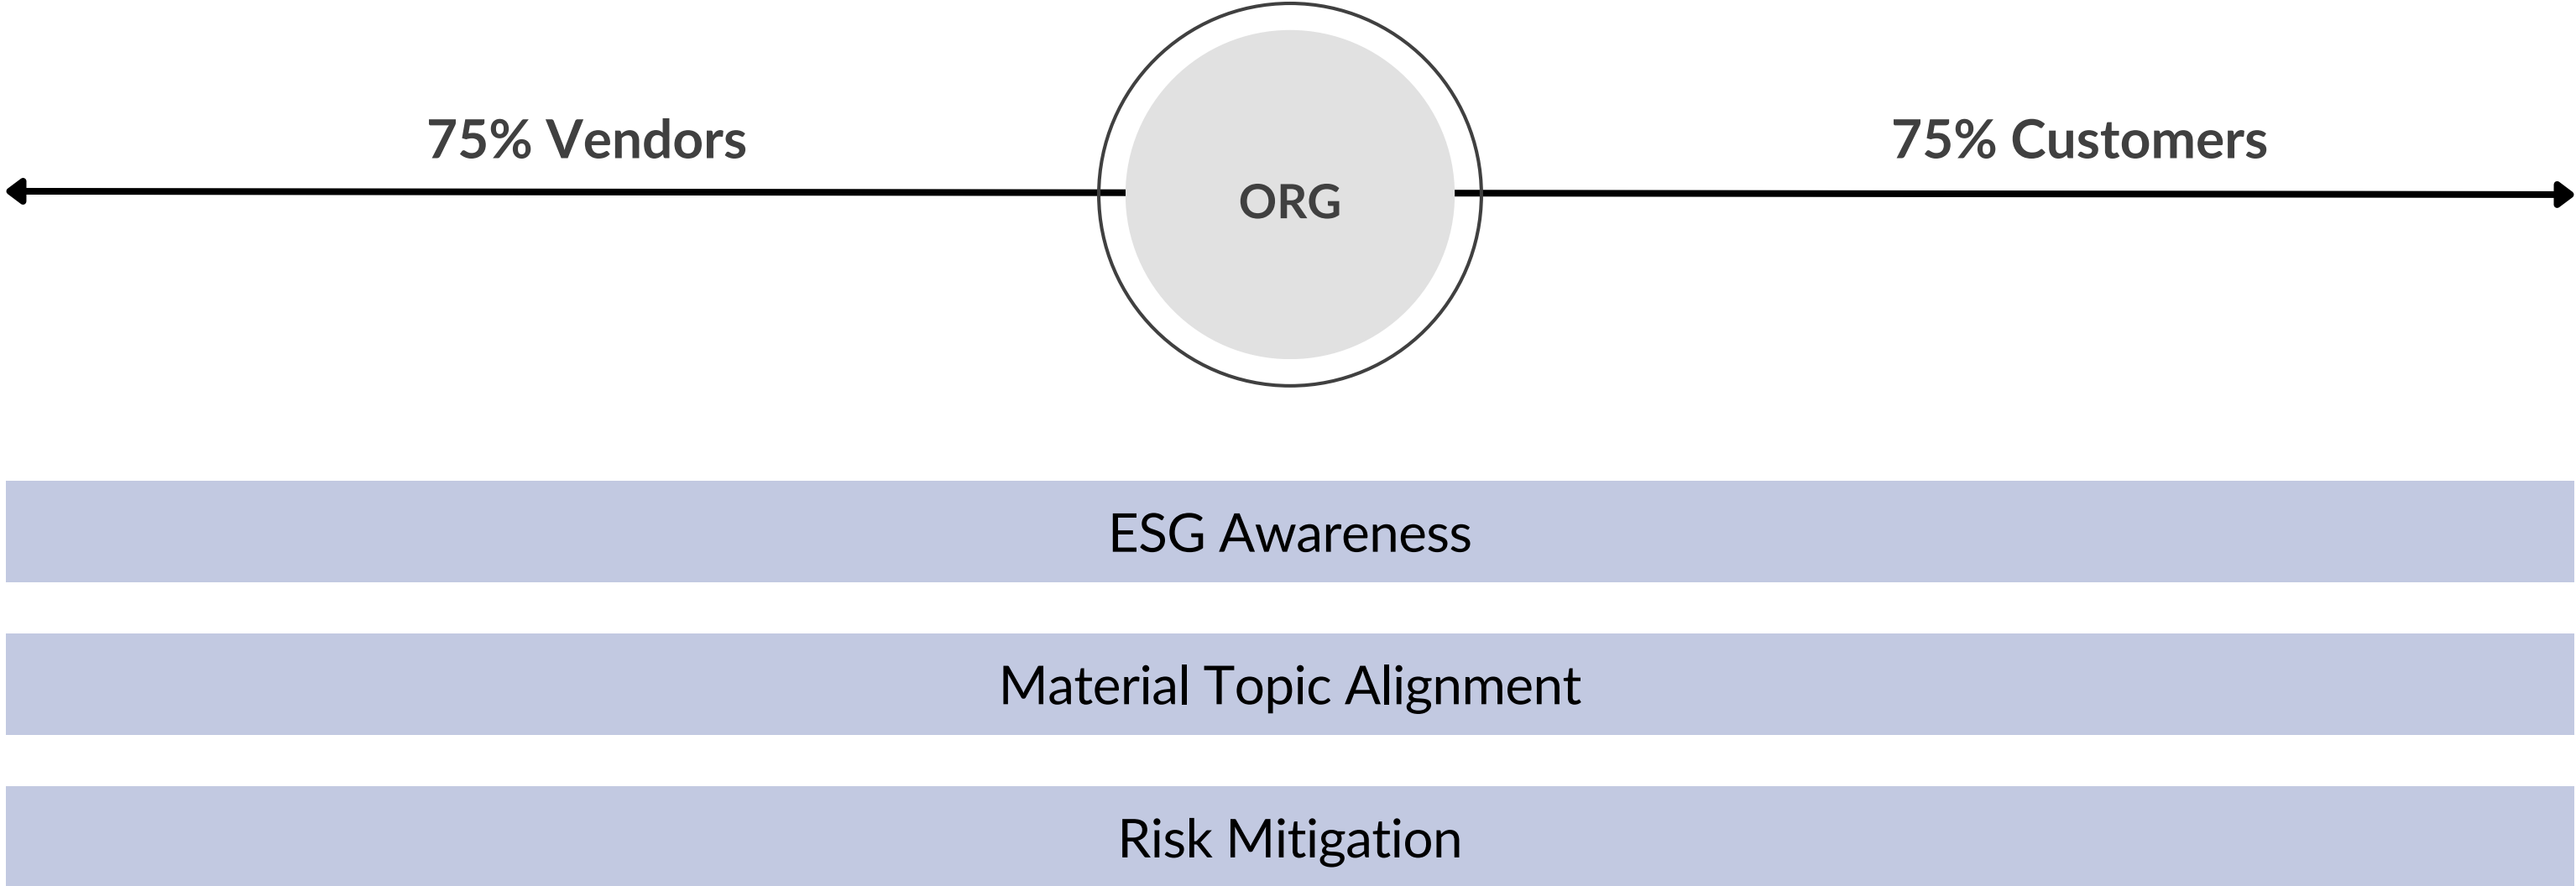 75% Vendors
75% Customers
ORG
ESG Awareness
Material Topic Alignment
Risk Mitigation